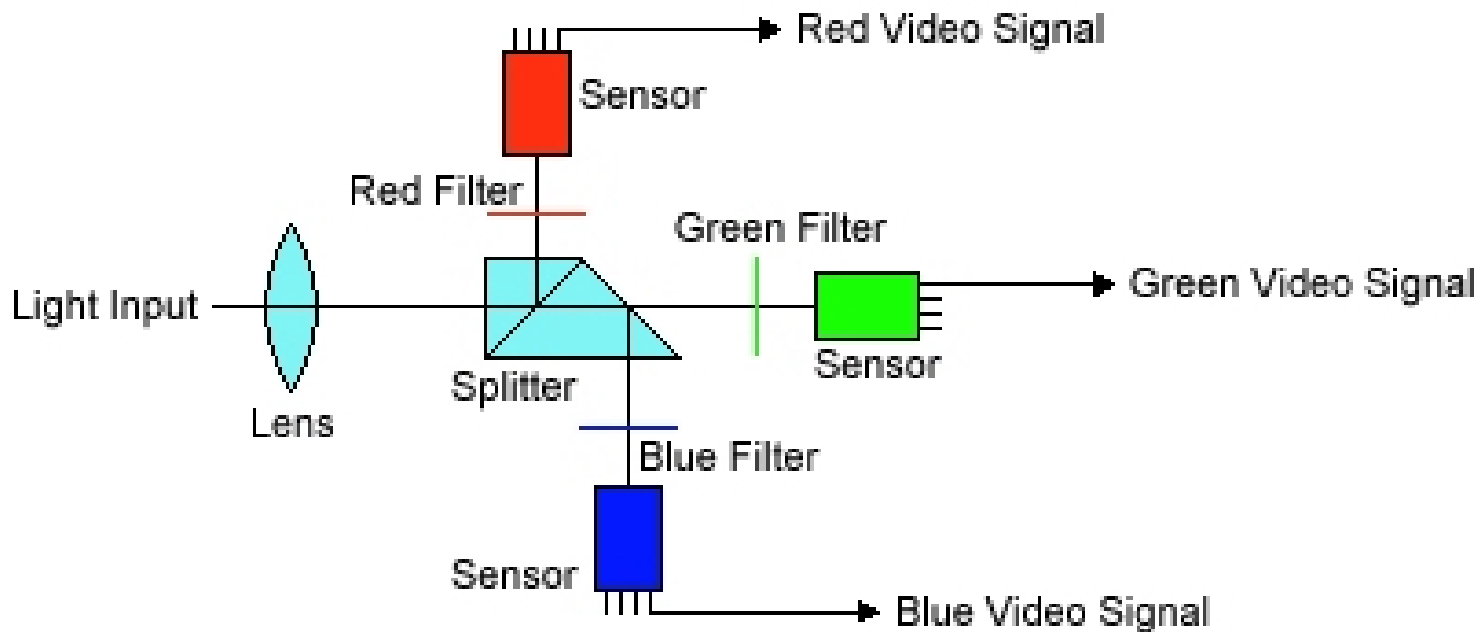 Red Video Signal
Sensor
Red Filter
Green Filter
Light Input
Green Video Signal
Sensor
Splitter
Lens
Blue Filter
Sensor
Blue Video Signal